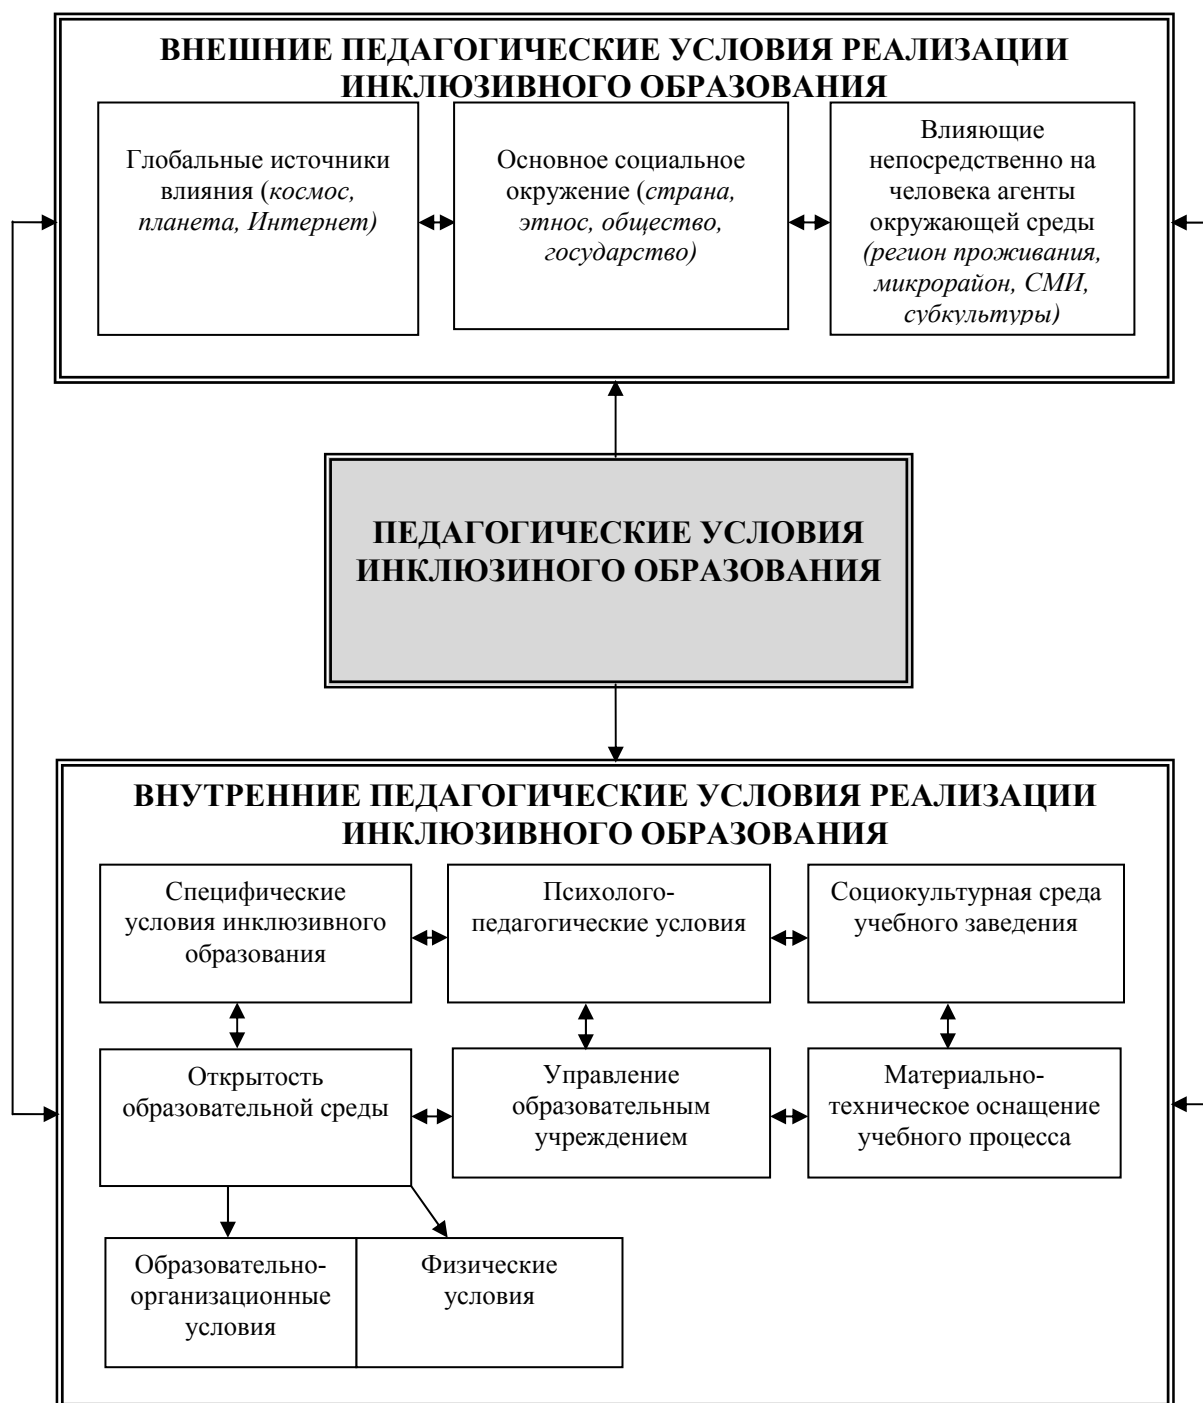 ВНЕШНИЕ ПЕДАГОГИЧЕСКИЕ УСЛОВИЯ РЕАЛИЗАЦИИ
ИНКЛЮЗИВНОГО ОБРАЗОВАНИЯ
Глобальные источники
влияния (космос,
планета, Интернет)
Основное социальное
окружение (страна,
этнос, общество,
государство)
Влияющие
непосредственно на
человека агенты
окружающей среды
(регион проживания,
микрорайон, СМИ,
субкультуры)
ПЕДАГОГИЧЕСКИЕ УСЛОВИЯ
ИНКЛЮЗИНОГО ОБРАЗОВАНИЯ
ВНУТРЕННИЕ ПЕДАГОГИЧЕСКИЕ УСЛОВИЯ РЕАЛИЗАЦИИ
ИНКЛЮЗИВНОГО ОБРАЗОВАНИЯ
Специфические
условия инклюзивного
образования
Психолого-
педагогические условия
Социокультурная среда
учебного заведения
Открытость
образовательной среды
Управление
образовательным
учреждением
Материально-
техническое оснащение
учебного процесса
Образовательно-
организационные
условия
Физические
условия